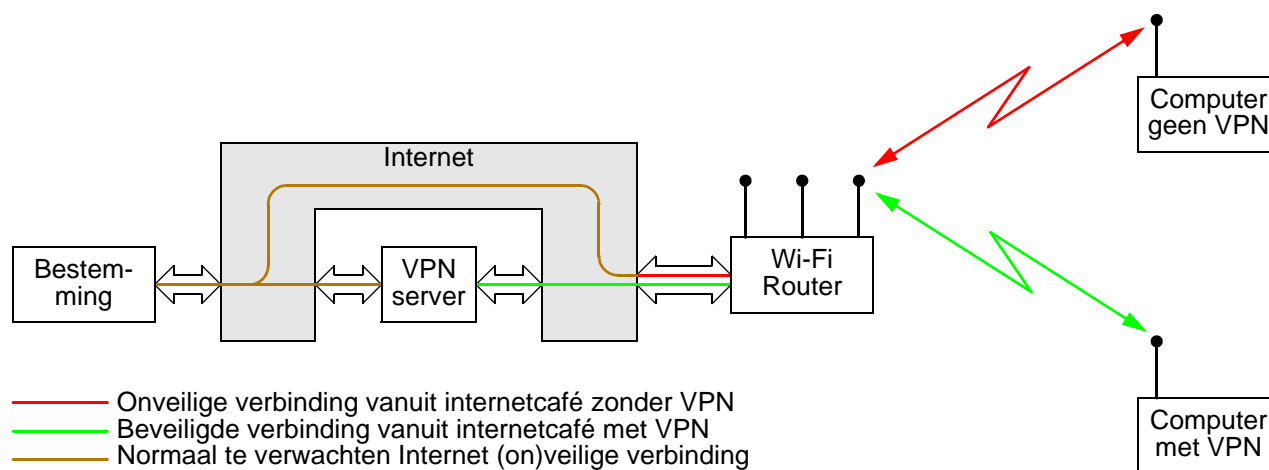 Computer
geen VPN
Internet
Bestem-
ming
VPN
server
Wi-Fi
Router
Computer
met VPN
Onveilige verbinding vanuit internetcafé zonder VPN
Beveiligde verbinding vanuit internetcafé met VPN
Normaal te verwachten Internet (on)veilige verbinding